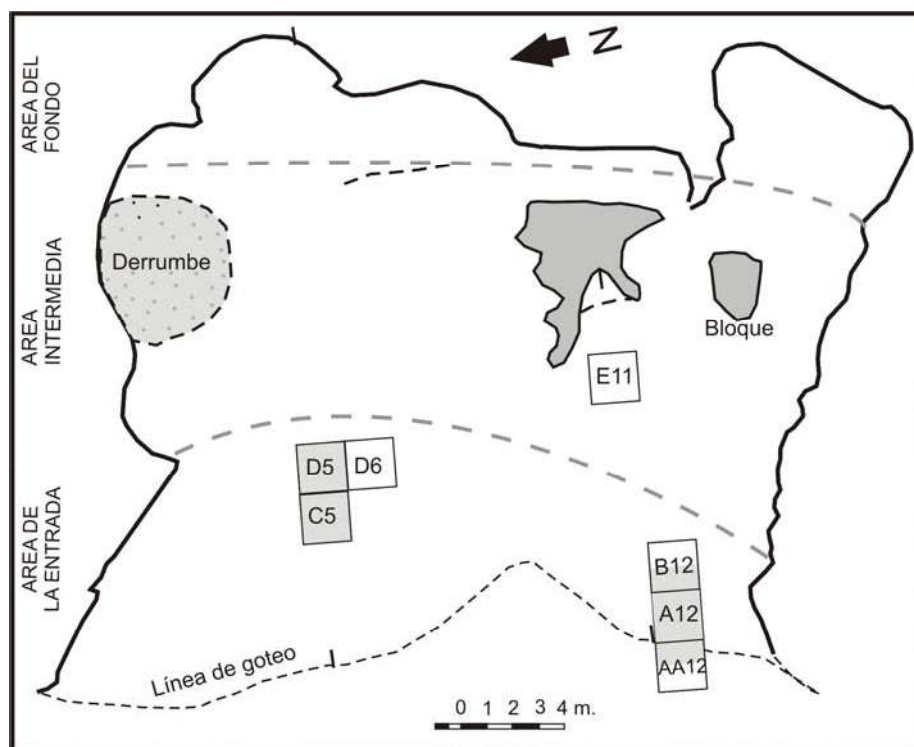 N
AREA DEL
FONDO
Derrumbe
AREA
INTERMEDIA
Bloque
E11
D5 D6
C5
AREA DE
LA ENTRADA
B12
A12
AA12
Línea de goteo
0 1 2 3 4 m.